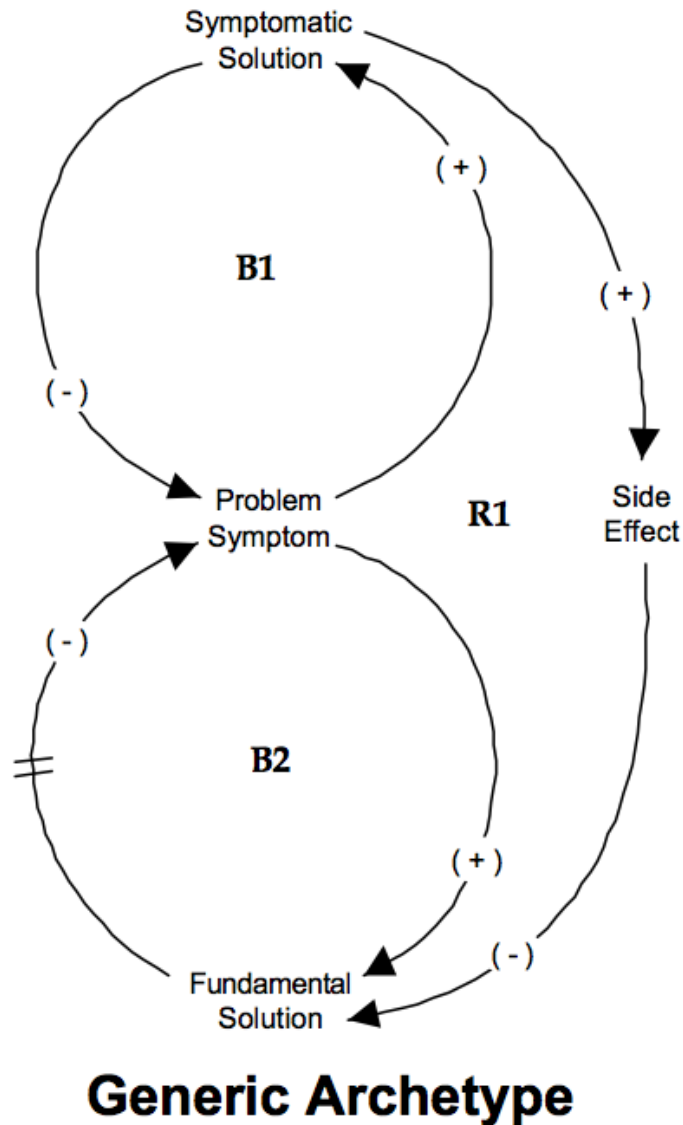 Symptomatic
Solution
( + )
B1
( + )
( - )
Problem
Symptom
R1
Side
Effect
( - )
B2
( + )
( - )
Fundamental
Solution
Generic Archetype